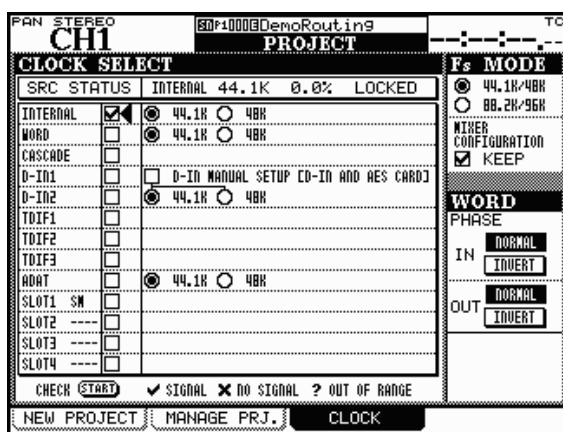 PAN STEREO
CH1
SD P1 000 DemoRouting
PROJECT
TC
--:--:--.--
CLOCK SELECT
SRC STATUS INTERNAL 44.1K 0.0% LOCKED
INTERNAL 44.1K 48K
WORD 44.1K 48K
CASCADE
D-IN1 D-IN MANUAL SETUP [D-IN AND AES CARD]
D-IN2 44.1K 48K
TDIF1
TDIF2
TDIF3
ADAT 44.1K 48K
SLOT1 SM
SLOT2 ----
SLOT3 ----
SLOT4 ----
CHECK START ✔ SIGNAL ✖ NO SIGNAL ? OUT OF RANGE
Fs MODE
44.1K/48K
88.2K/96K
MIXER
CONFIGURATION
KEEP
WORD
PHASE
IN NORMAL
INVERT
OUT NORMAL
INVERT
NEW PROJECT MANAGE PRJ. CLOCK